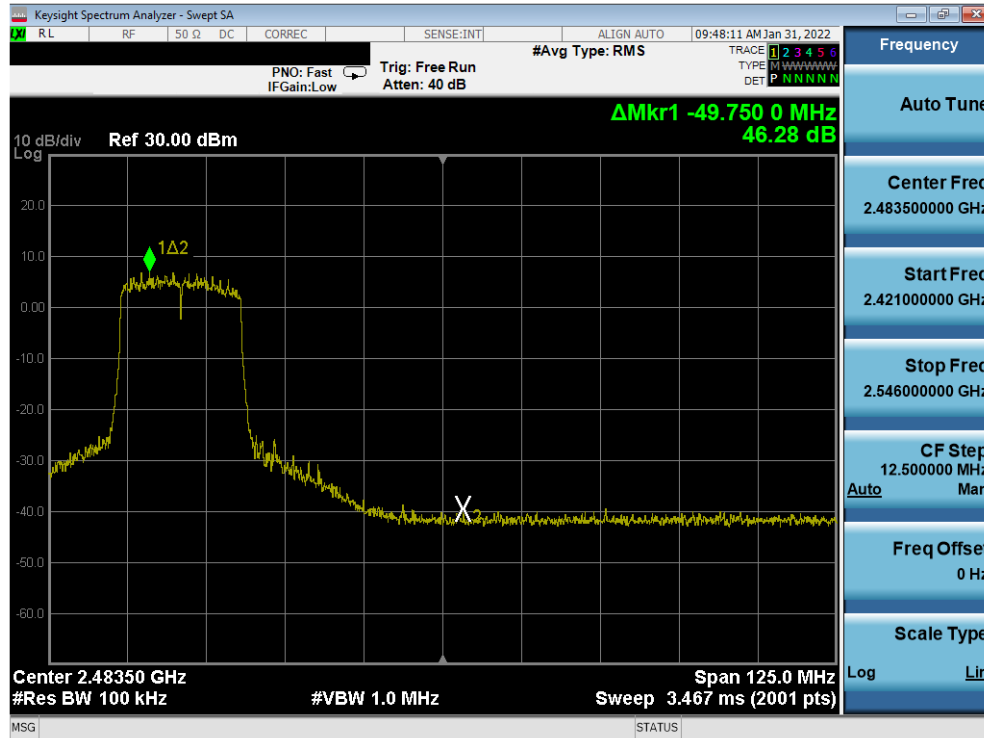 Keysight Spectrum Analyzer - Swept SA
LXI RL RF 50 Ω DC CORREC SENSE:INT ALIGN AUTO 09:48:11 AM Jan 31, 2022
#Avg Type: RMS TRACE 1 2 3 4 5 6
PNO: Fast Trig: Free Run TYPE M WWWWW
IFGain:Low Atten: 40 dB DET P N N N N N
ΔMkr1 -49.750 0 MHz
46.28 dB
10 dB/div Ref 30.00 dBm
Log
20.0
1Δ2
10.0
0.00
-10.0
-20.0
-30.0
-40.0
X2
-50.0
-60.0
Center 2.48350 GHz Span 125.0 MHz
#Res BW 100 kHz #VBW 1.0 MHz Sweep 3.467 ms (2001 pts)
MSG STATUS
Frequency
Auto Tune
Center Freq
2.483500000 GHz
Start Freq
2.421000000 GHz
Stop Freq
2.546000000 GHz
CF Step
12.500000 MHz
Auto Man
Freq Offset
0 Hz
Scale Type
Log Lin